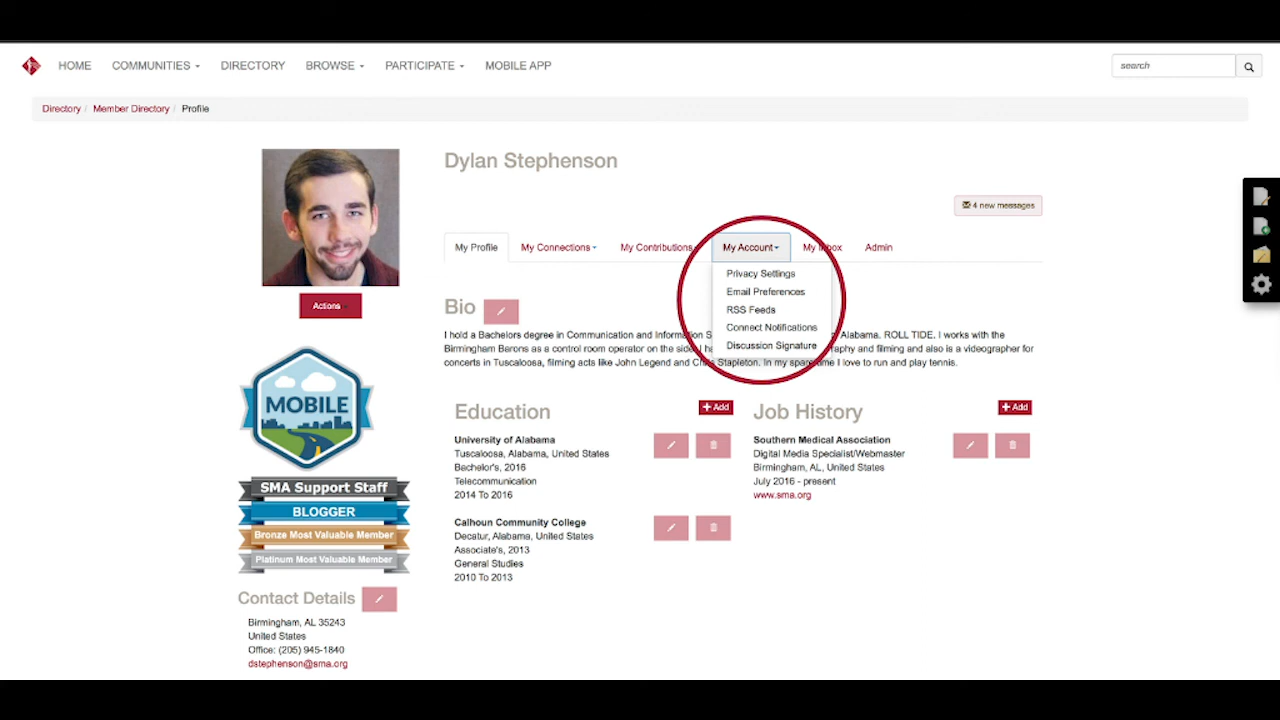 HOME COMMUNITIES DIRECTORY BROWSE PARTICIPATE MOBILE APP
search
Directory / Member Directory / Profile
Dylan Stephenson
4 new messages
My Profile My Connections My Contributions My Account My Inbox Admin
Privacy Settings
Email Preferences
RSS Feeds
Connect Notifications
Discussion Signature
Actions
Bio
I hold a Bachelors degree in Communication and Information S Alabama. ROLL TIDE. I works with the
Birmingham Barons as a control room operator on the side. I ha raphy and filming and also is a videographer for
concerts in Tuscaloosa, filming acts like John Legend and Chris Stapleton. In my spare time I love to run and play tennis.
MOBILE
SMA Support Staff
BLOGGER
Bronze Most Valuable Member
Platinum Most Valuable Member
Contact Details
Birmingham, AL 35243
United States
Office: (205) 945-1840
dstephenson@sma.org
Education
+ Add
University of Alabama
Tuscaloosa, Alabama, United States
Bachelor's, 2016
Telecommunication
2014 To 2016
Calhoun Community College
Decatur, Alabama, United States
Associate's, 2013
General Studies
2010 To 2013
Job History
+ Add
Southern Medical Association
Digital Media Specialist/Webmaster
Birmingham, AL, United States
July 2016 - present
www.sma.org